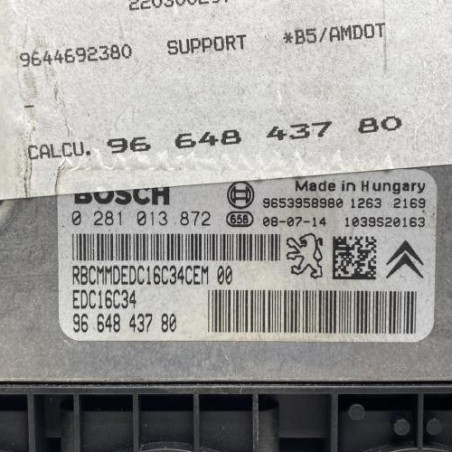 9644692380 SUPPORT *B5/AMDOT
CALCU. 96 648 437 80
BOSCH
Made in Hungary
9653958980 1263 2169
0 281 013 872 658 08-07-14 1039S20163
RBCMMDEDC16C34CEM 00
EDC16C34
96 648 437 80